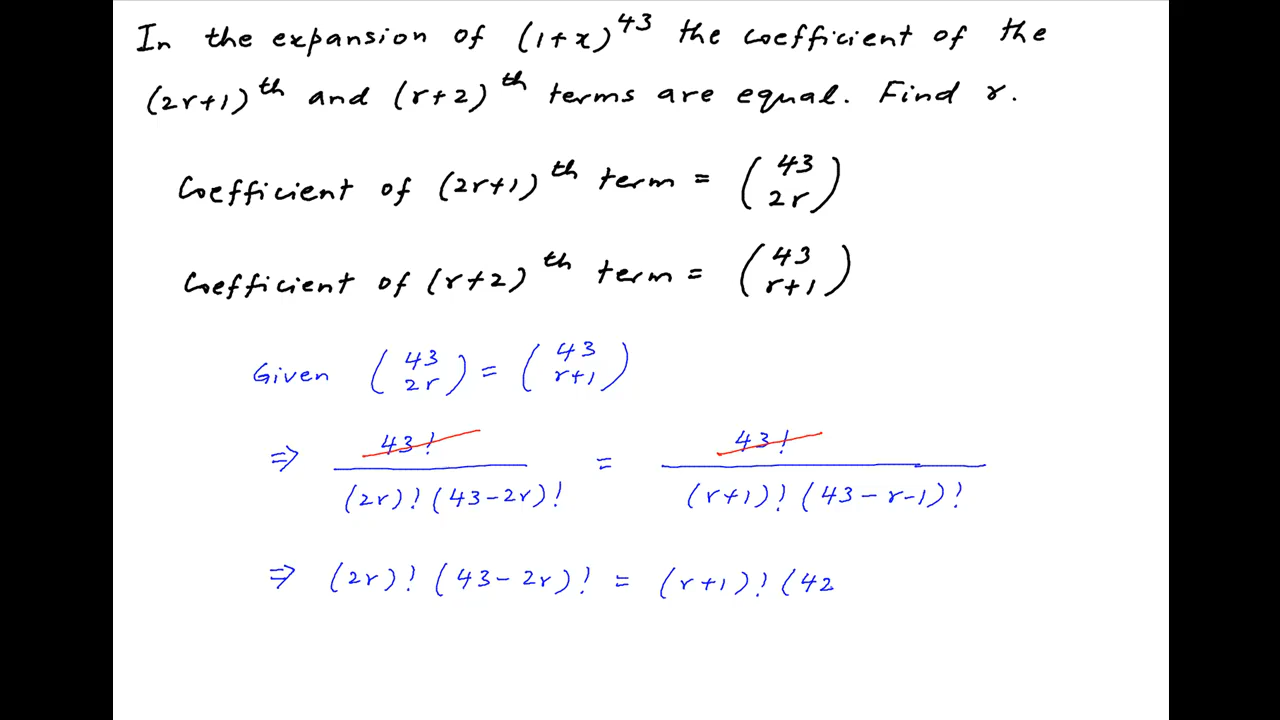 In the expansion of (1+x)^43 the coefficient of the
(2r+1)^th and (r+2)^th terms are equal. Find r.
Coefficient of (2r+1)^th term = (43 2r)
Coefficient of (r+2)^th term = (43 r+1)
Given (43 2r) = (43 r+1)
⇒ 43! / (2r)! (43-2r)! = 43! / (r+1)! (43-r-1)!
⇒ (2r)! (43-2r)! = (r+1)! (42